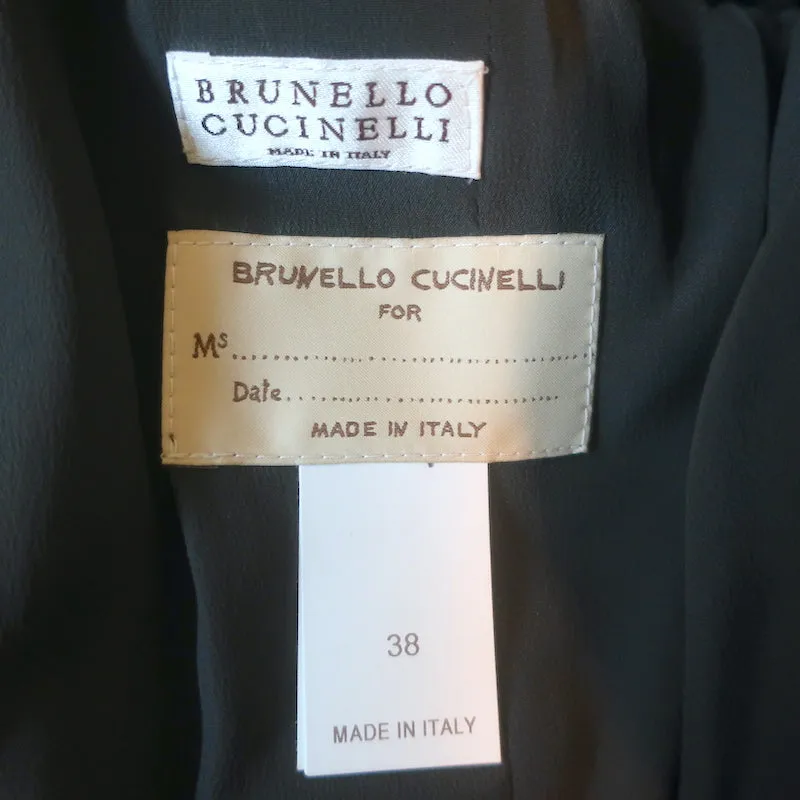 BRUNELLO
CUCINELLI
MADE IN ITALY
BRUNELLO CUCINELLI
FOR
Ms....................................................
Date........................................
MADE IN ITALY
38
MADE IN ITALY